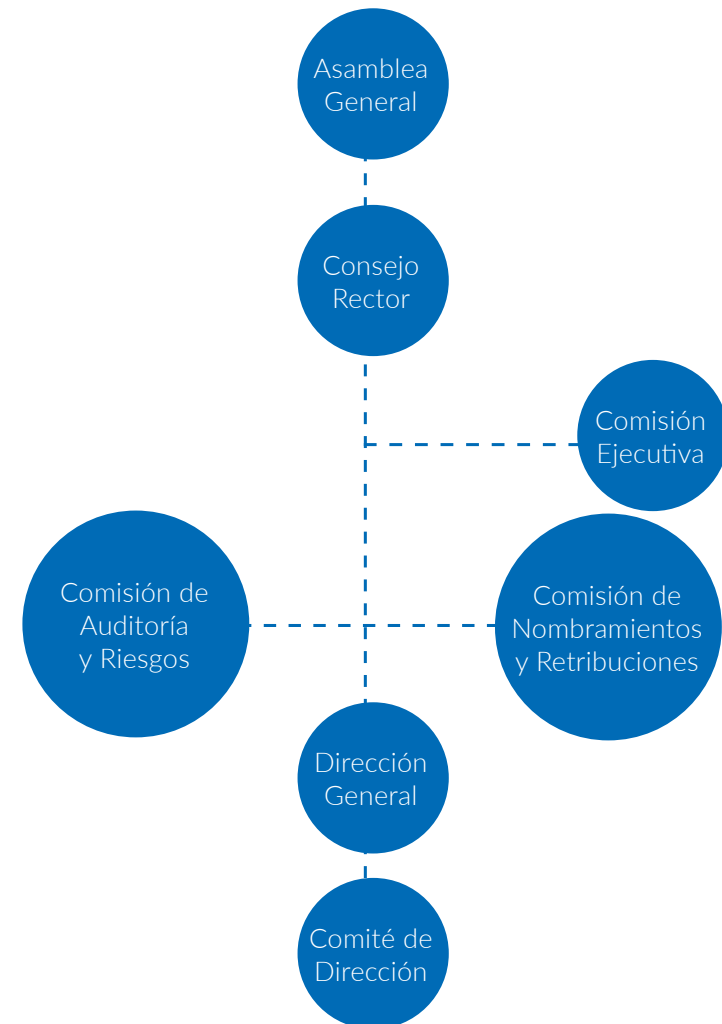 Asamblea
General
Consejo
Rector
Comisión
Ejecutiva
Comisión de
Auditoría
y Riesgos
Comisión de
Nombramientos
y Retribuciones
Dirección
General
Comité de
Dirección